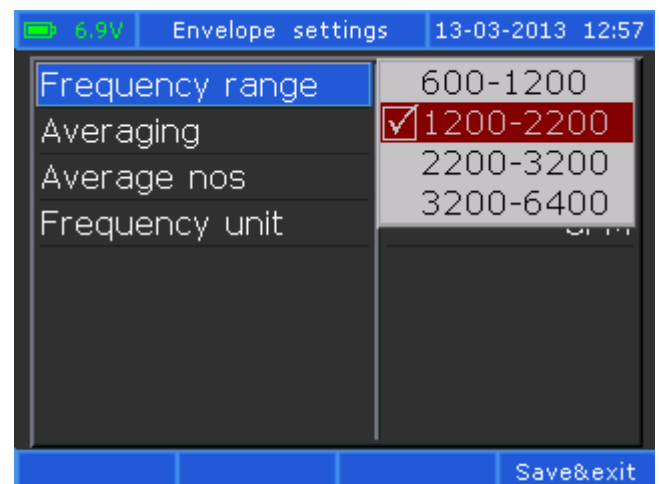 6.9V Envelope settings 13-03-2013 12:57
Frequency range 600-1200
Averaging 1200-2200
Average nos 2200-3200
3200-6400
Frequency unit
Save&exit